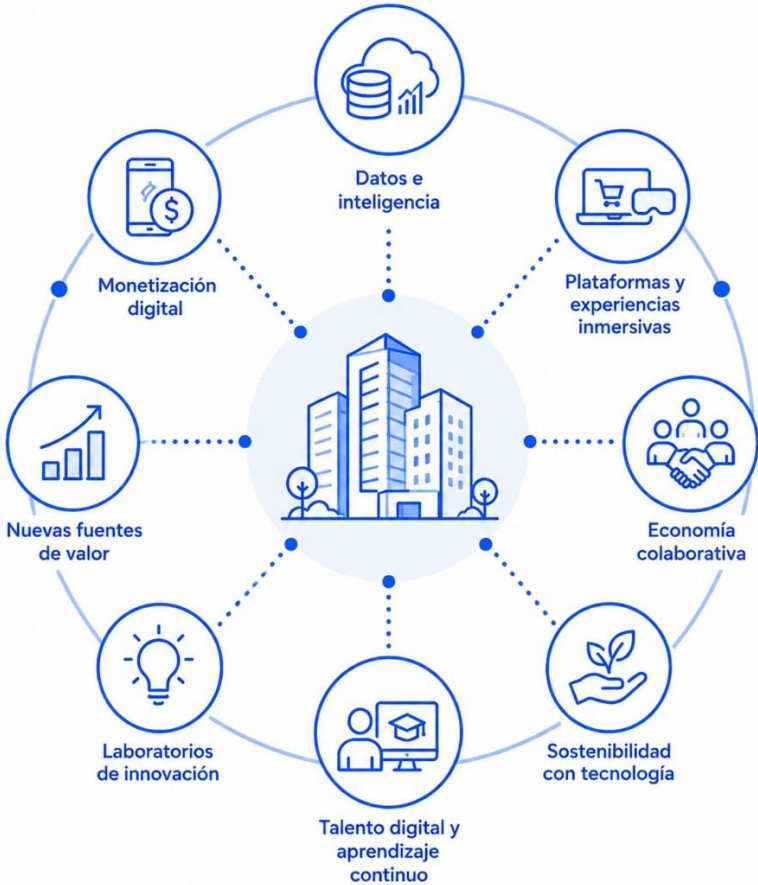 Datos e
inteligencia
Monetización
digital
Plataformas y
experiencias
inmersivas
Nuevas fuentes
de valor
Economía
colaborativa
Laboratorios
de innovación
Sostenibilidad
con tecnología
Talento digital y
aprendizaje
continuo
$